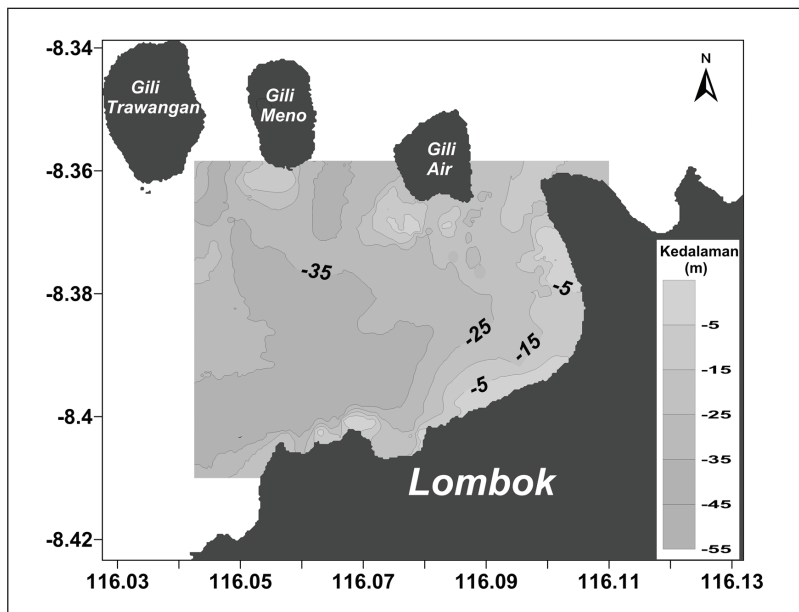 -8.34
-8.36
-8.38
-8.4
-8.42
Gili
Trawangan
Gili
Meno
Gili
Air
N
-35
-25
-15
-5
-5
Lombok
Kedalaman
(m)
-5
-15
-25
-35
-45
-55
116.03
116.05
116.07
116.09
116.11
116.13